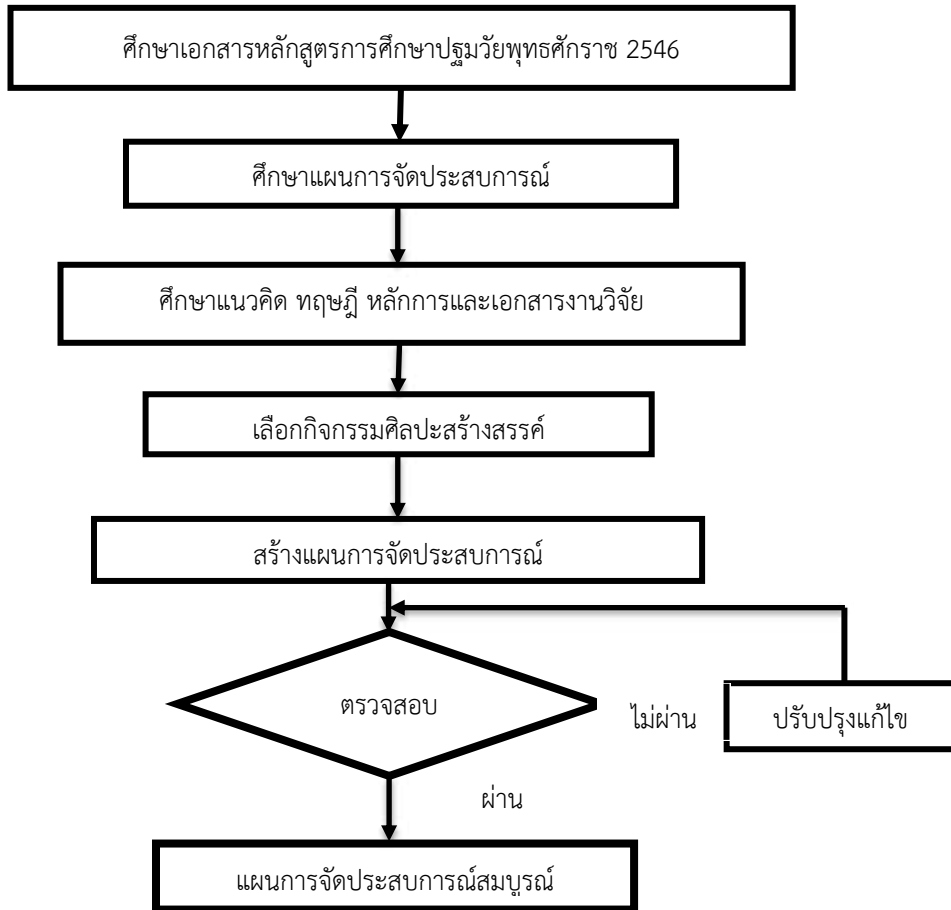 ศึกษาเอกสารหลักสูตรการศึกษาปฐมวัยพุทธศักราช 2546
ศึกษาแผนการจัดประสบการณ์
ศึกษาแนวคิด ทฤษฎี หลักการและเอกสารงานวิจัย
เลือกกิจกรรมศิลปะสร้างสรรค์
สร้างแผนการจัดประสบการณ์
ตรวจสอบ
ไม่ผ่าน
ปรับปรุงแก้ไข
ผ่าน
แผนการจัดประสบการณ์สมบูรณ์